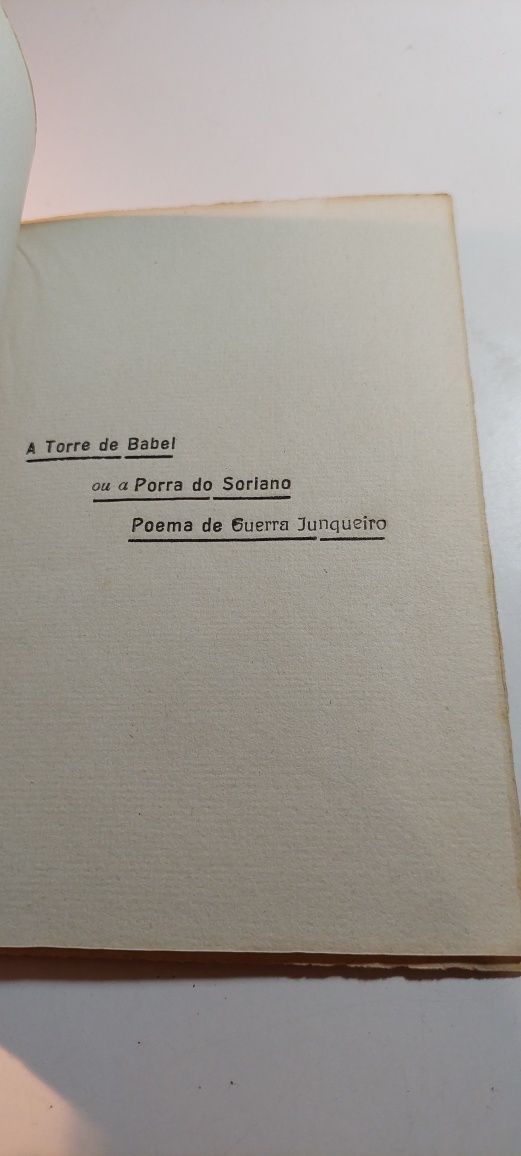 A Torre de Babel
ou a Porra do Soriano
Poema de Guerra Junqueiro